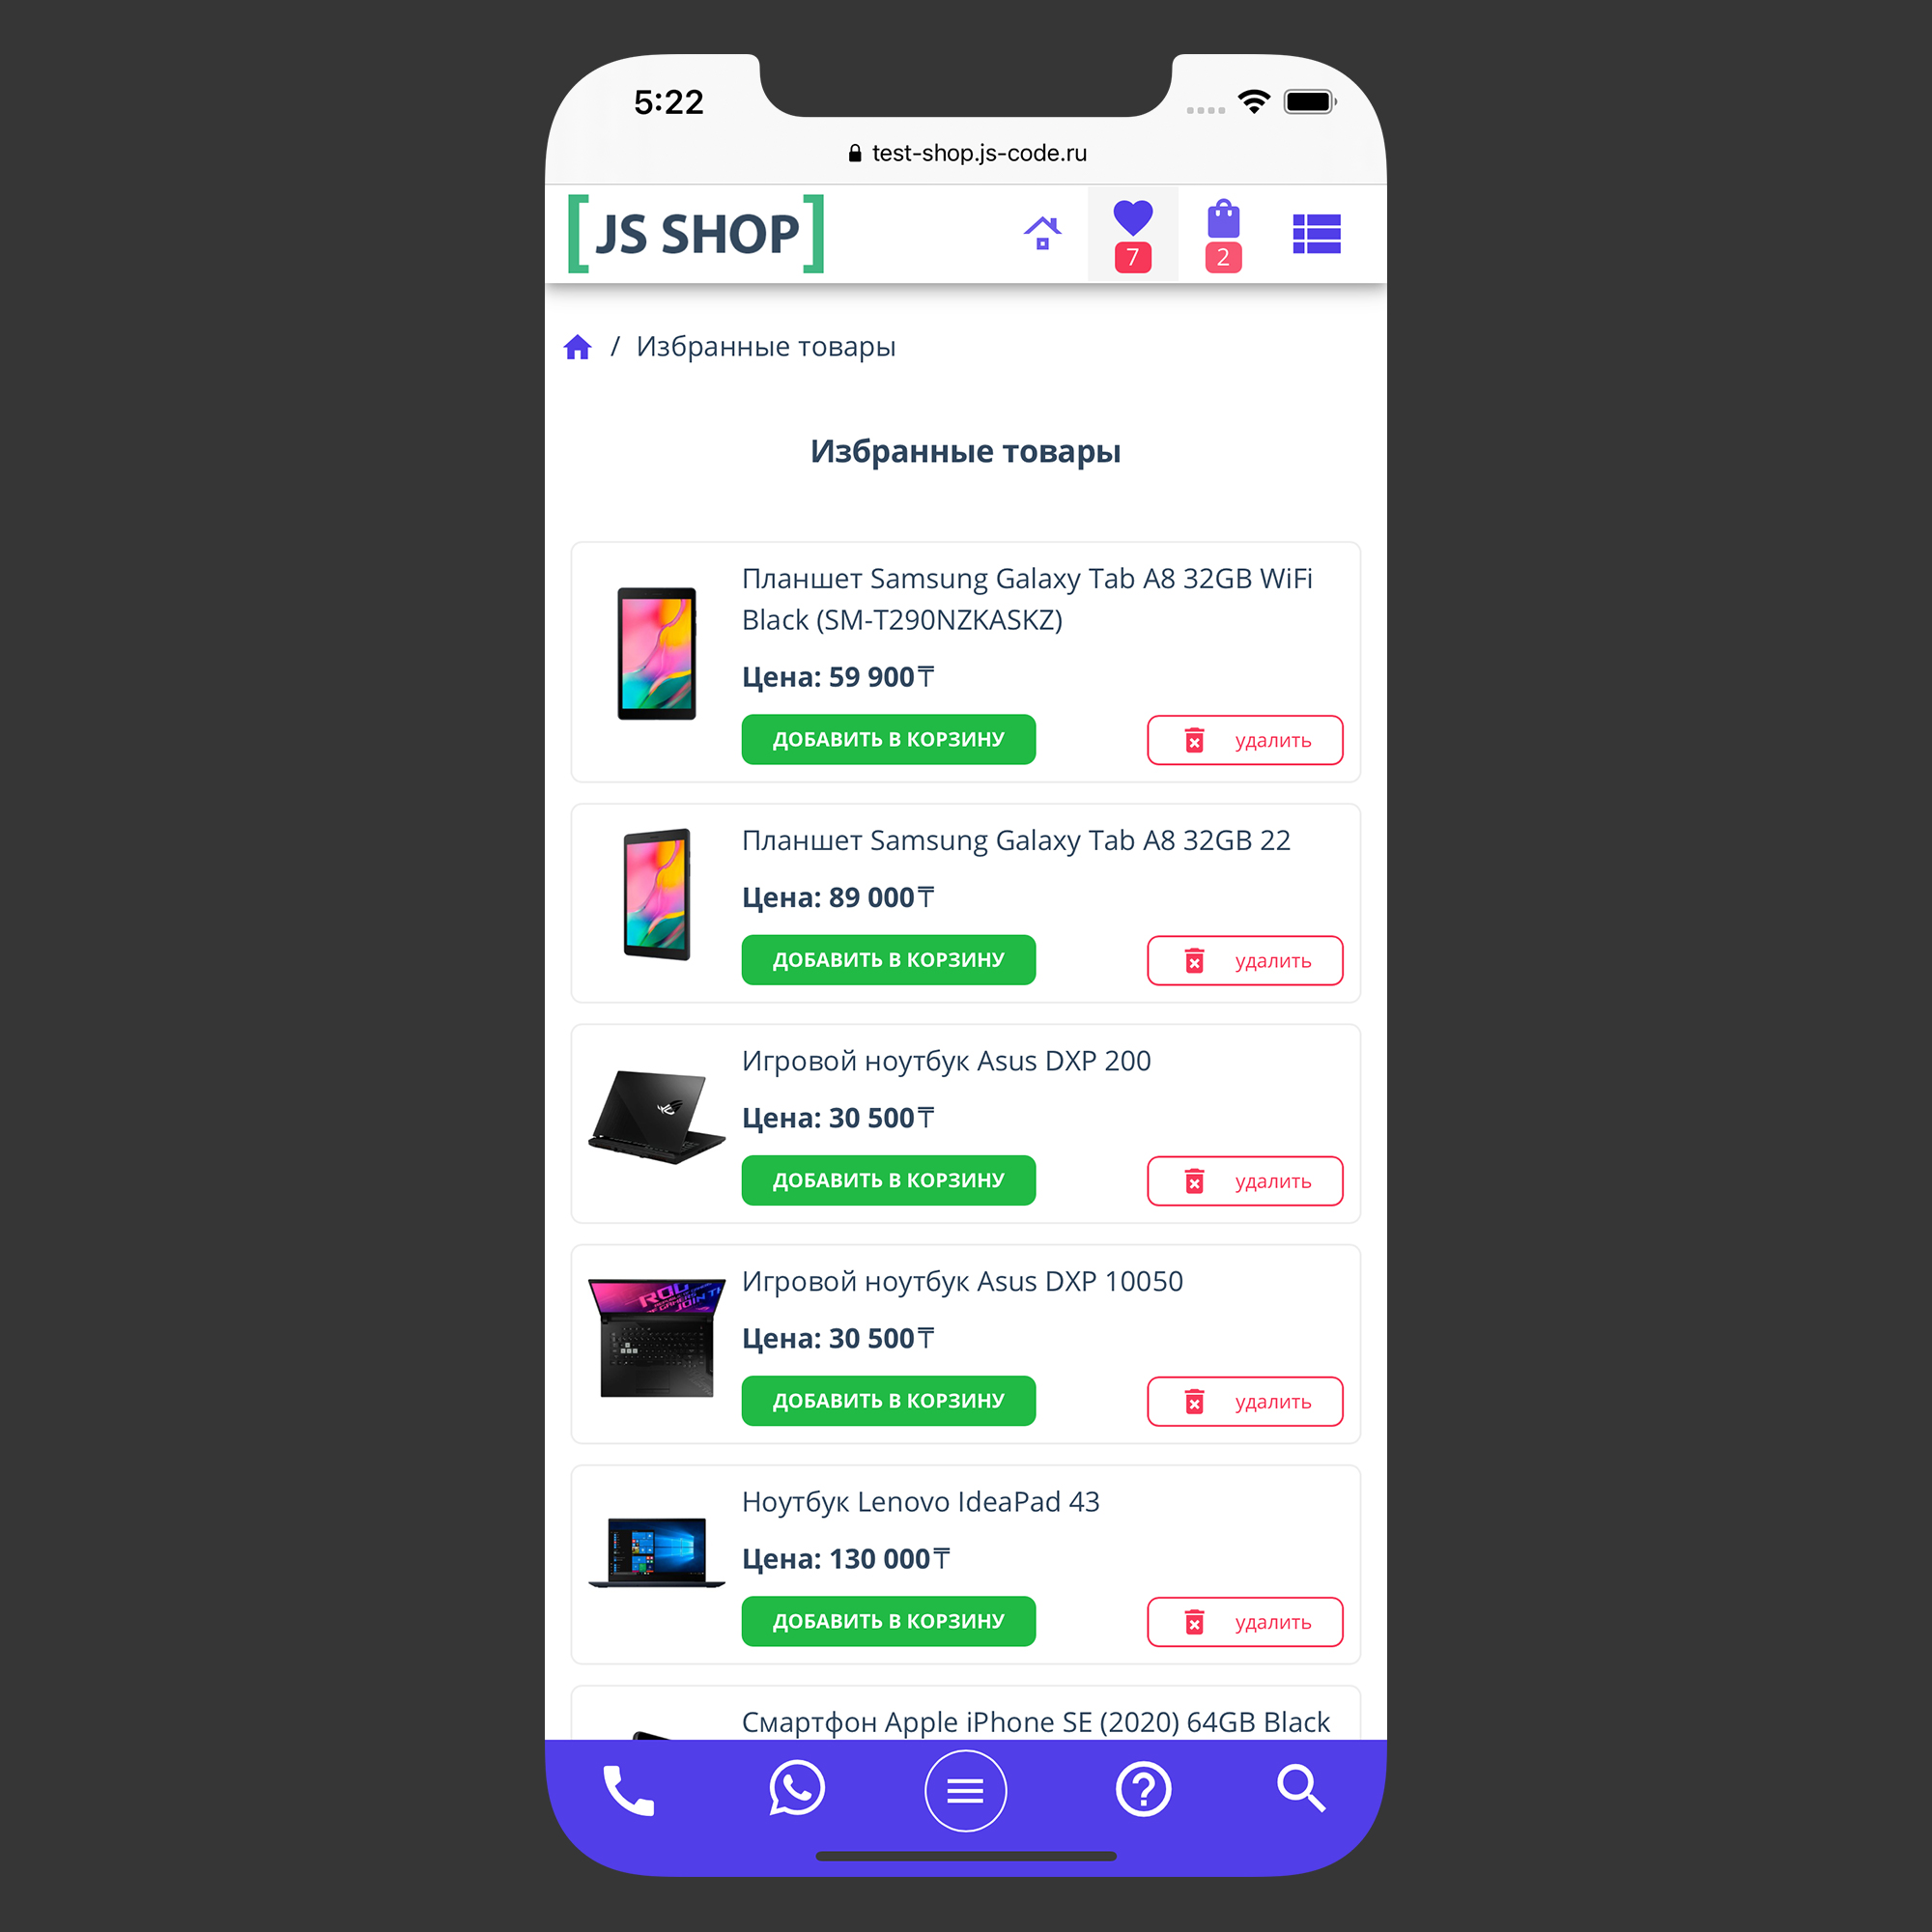 5:22
test-shop.js-code.ru
[JS SHOP]
7
2
/ Избранные товары
Избранные товары
Планшет Samsung Galaxy Tab A8 32GB WiFi
Black (SM-T290NZKASKZ)
Цена: 59 900₸
ДОБАВИТЬ В КОРЗИНУ
удалить
Планшет Samsung Galaxy Tab A8 32GB 22
Цена: 89 000₸
ДОБАВИТЬ В КОРЗИНУ
удалить
Игровой ноутбук Asus DXP 200
Цена: 30 500₸
ДОБАВИТЬ В КОРЗИНУ
удалить
Игровой ноутбук Asus DXP 10050
Цена: 30 500₸
ДОБАВИТЬ В КОРЗИНУ
удалить
Ноутбук Lenovo IdeaPad 43
Цена: 130 000₸
ДОБАВИТЬ В КОРЗИНУ
удалить
Смартфон Apple iPhone SE (2020) 64GB Black